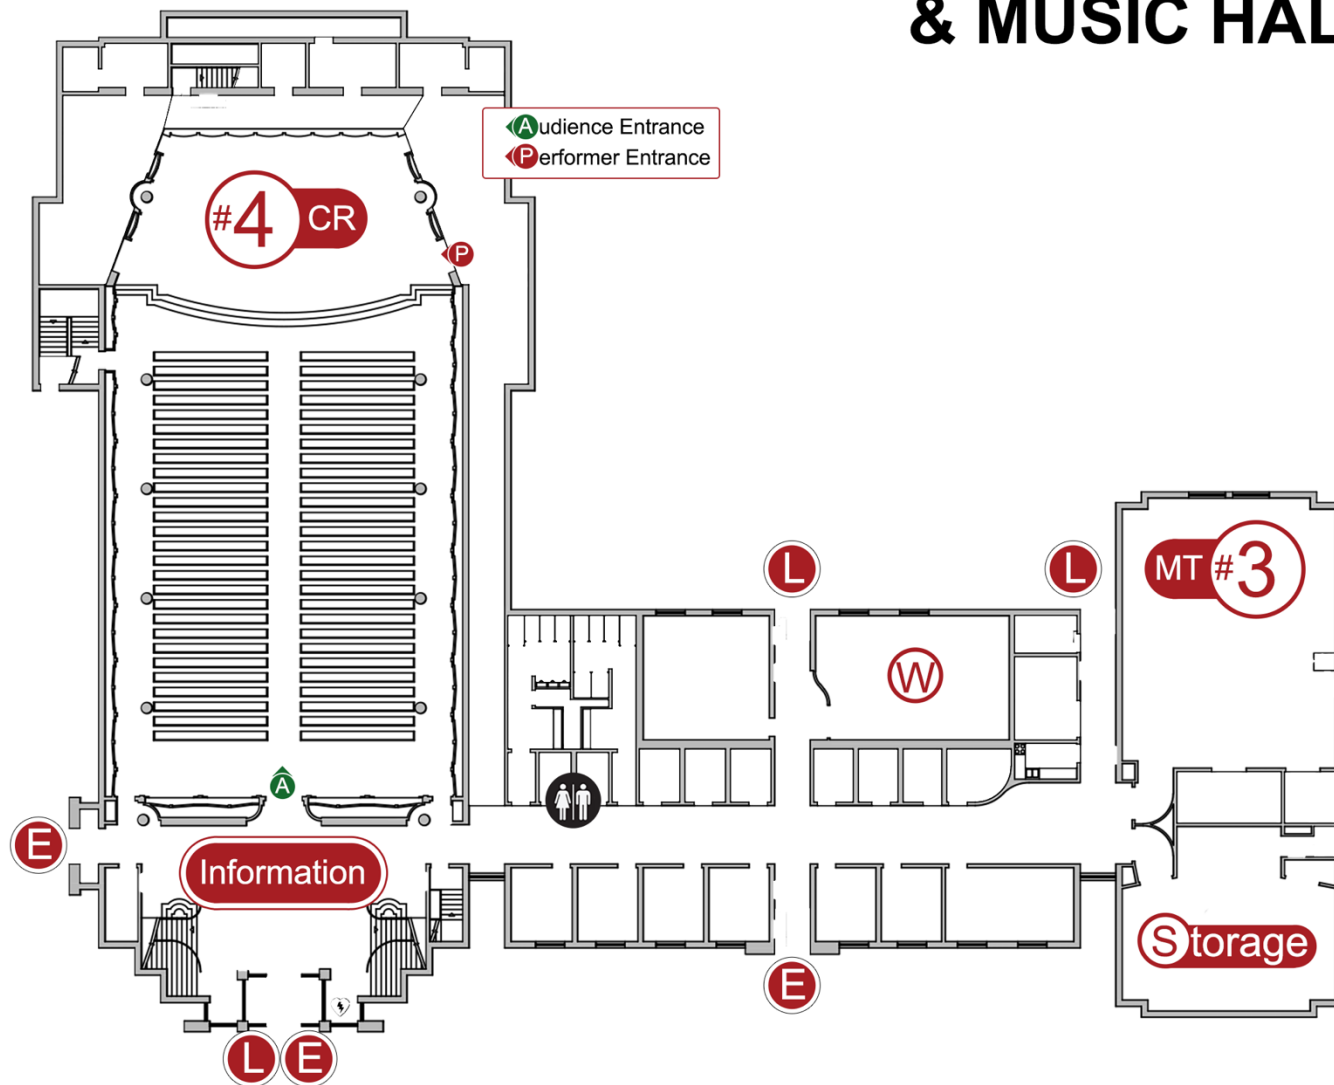 & MUSIC HAL
Audience Entrance
Performer Entrance
#4 CR
P
L
L
MT #3
W
A
E
Information
Storage
E
L
E